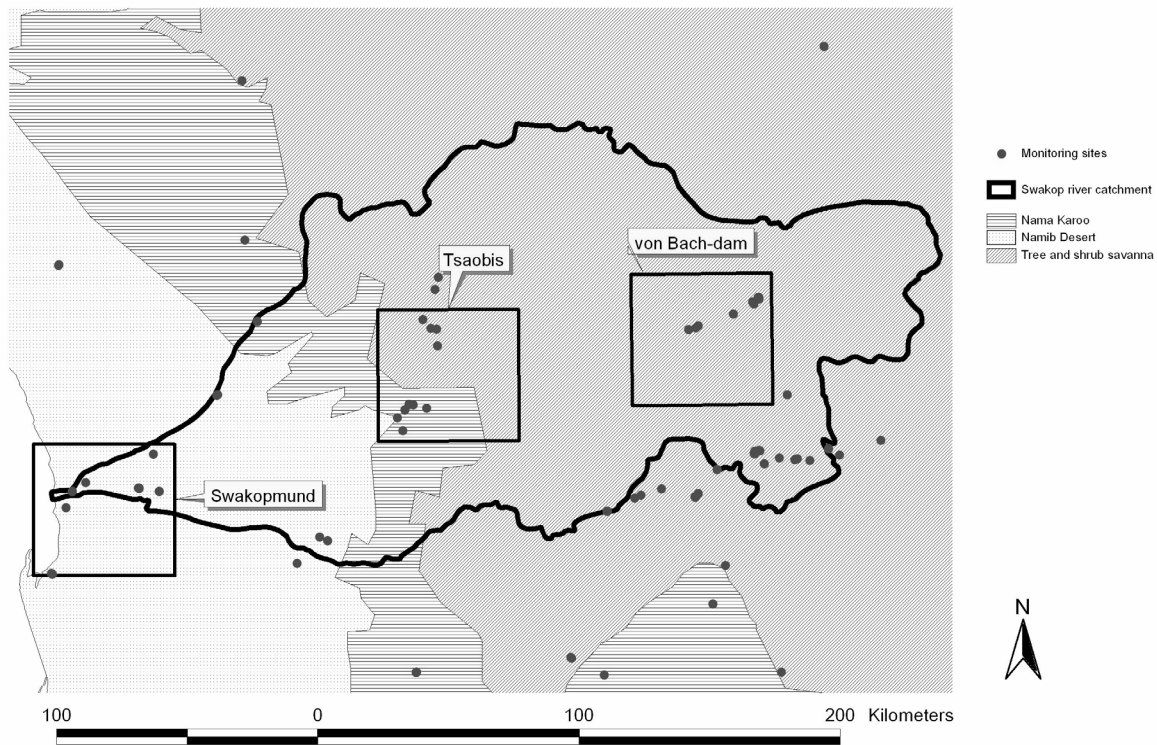 von Bach-dam
Tsaobis
Swakopmund
Monitoring sites
Swakop river catchment
Nama Karoo
Namib Desert
Tree and shrub savanna
N
100 0 100 200 Kilometers